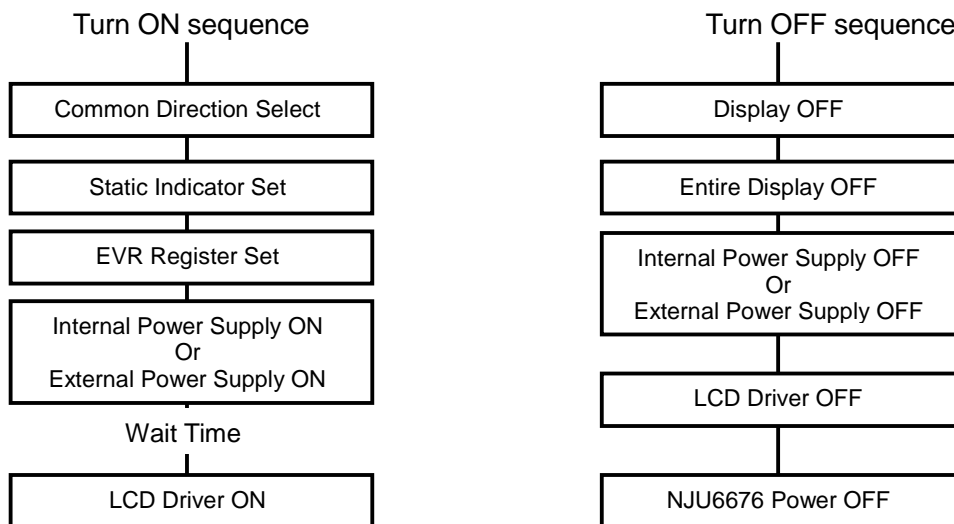 Turn ON sequence
Common Direction Select
Static Indicator Set
EVR Register Set
Internal Power Supply ON
Or
External Power Supply ON
Wait Time
LCD Driver ON
Turn OFF sequence
Display OFF
Entire Display OFF
Internal Power Supply OFF
Or
External Power Supply OFF
LCD Driver OFF
NJU6676 Power OFF